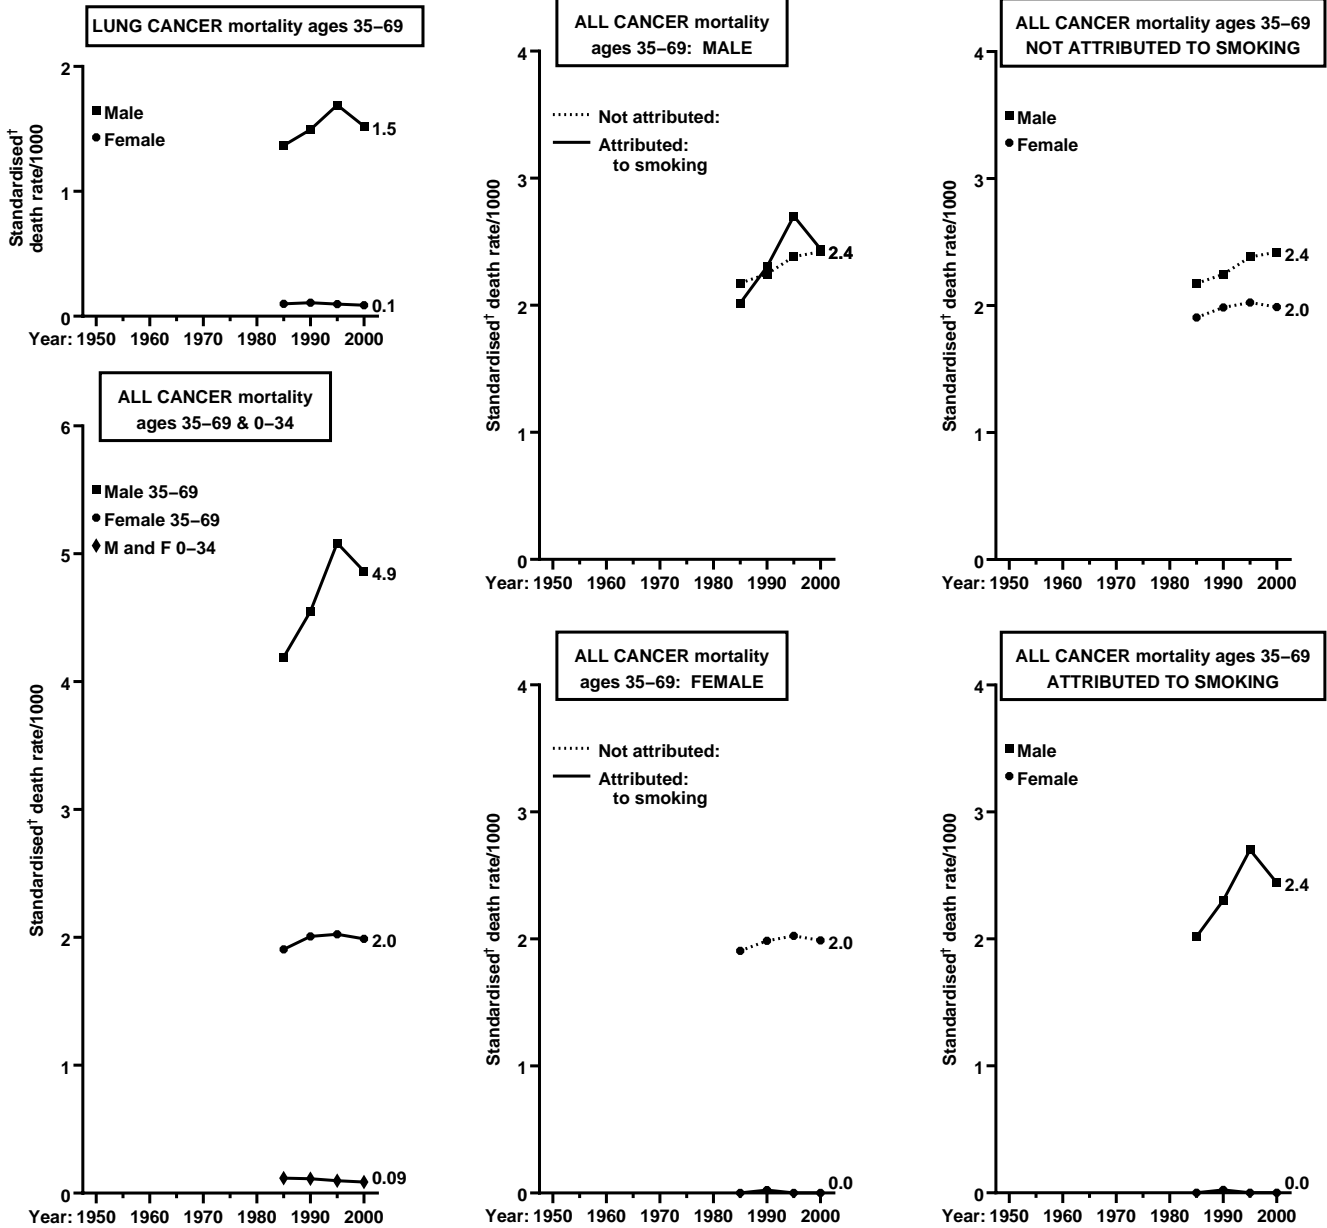 LUNG CANCER mortality ages 35–69
2
1
0
Standardised†
death rate/1000
Male
Female
1.5
0.1
Year: 1950 1960 1970 1980 1990 2000
ALL CANCER mortality
ages 35–69 & 0–34
6
5
4
3
2
1
0
Standardised† death rate/1000
Male 35–69
Female 35–69
M and F 0–34
4.9
2.0
0.09
Year: 1950 1960 1970 1980 1990 2000
ALL CANCER mortality
ages 35–69: MALE
4
3
2
1
0
Standardised† death rate/1000
Not attributed:
Attributed:
to smoking
2.4
Year: 1950 1960 1970 1980 1990 2000
ALL CANCER mortality
ages 35–69: FEMALE
4
3
2
1
0
Standardised† death rate/1000
Not attributed:
Attributed:
to smoking
2.0
0.0
Year: 1950 1960 1970 1980 1990 2000
ALL CANCER mortality ages 35–69
NOT ATTRIBUTED TO SMOKING
4
3
2
1
0
Standardised† death rate/1000
Male
Female
2.4
2.0
Year: 1950 1960 1970 1980 1990 2000
ALL CANCER mortality ages 35–69
ATTRIBUTED TO SMOKING
4
3
2
1
0
Standardised† death rate/1000
Male
Female
2.4
0.0
Year: 1950 1960 1970 1980 1990 2000